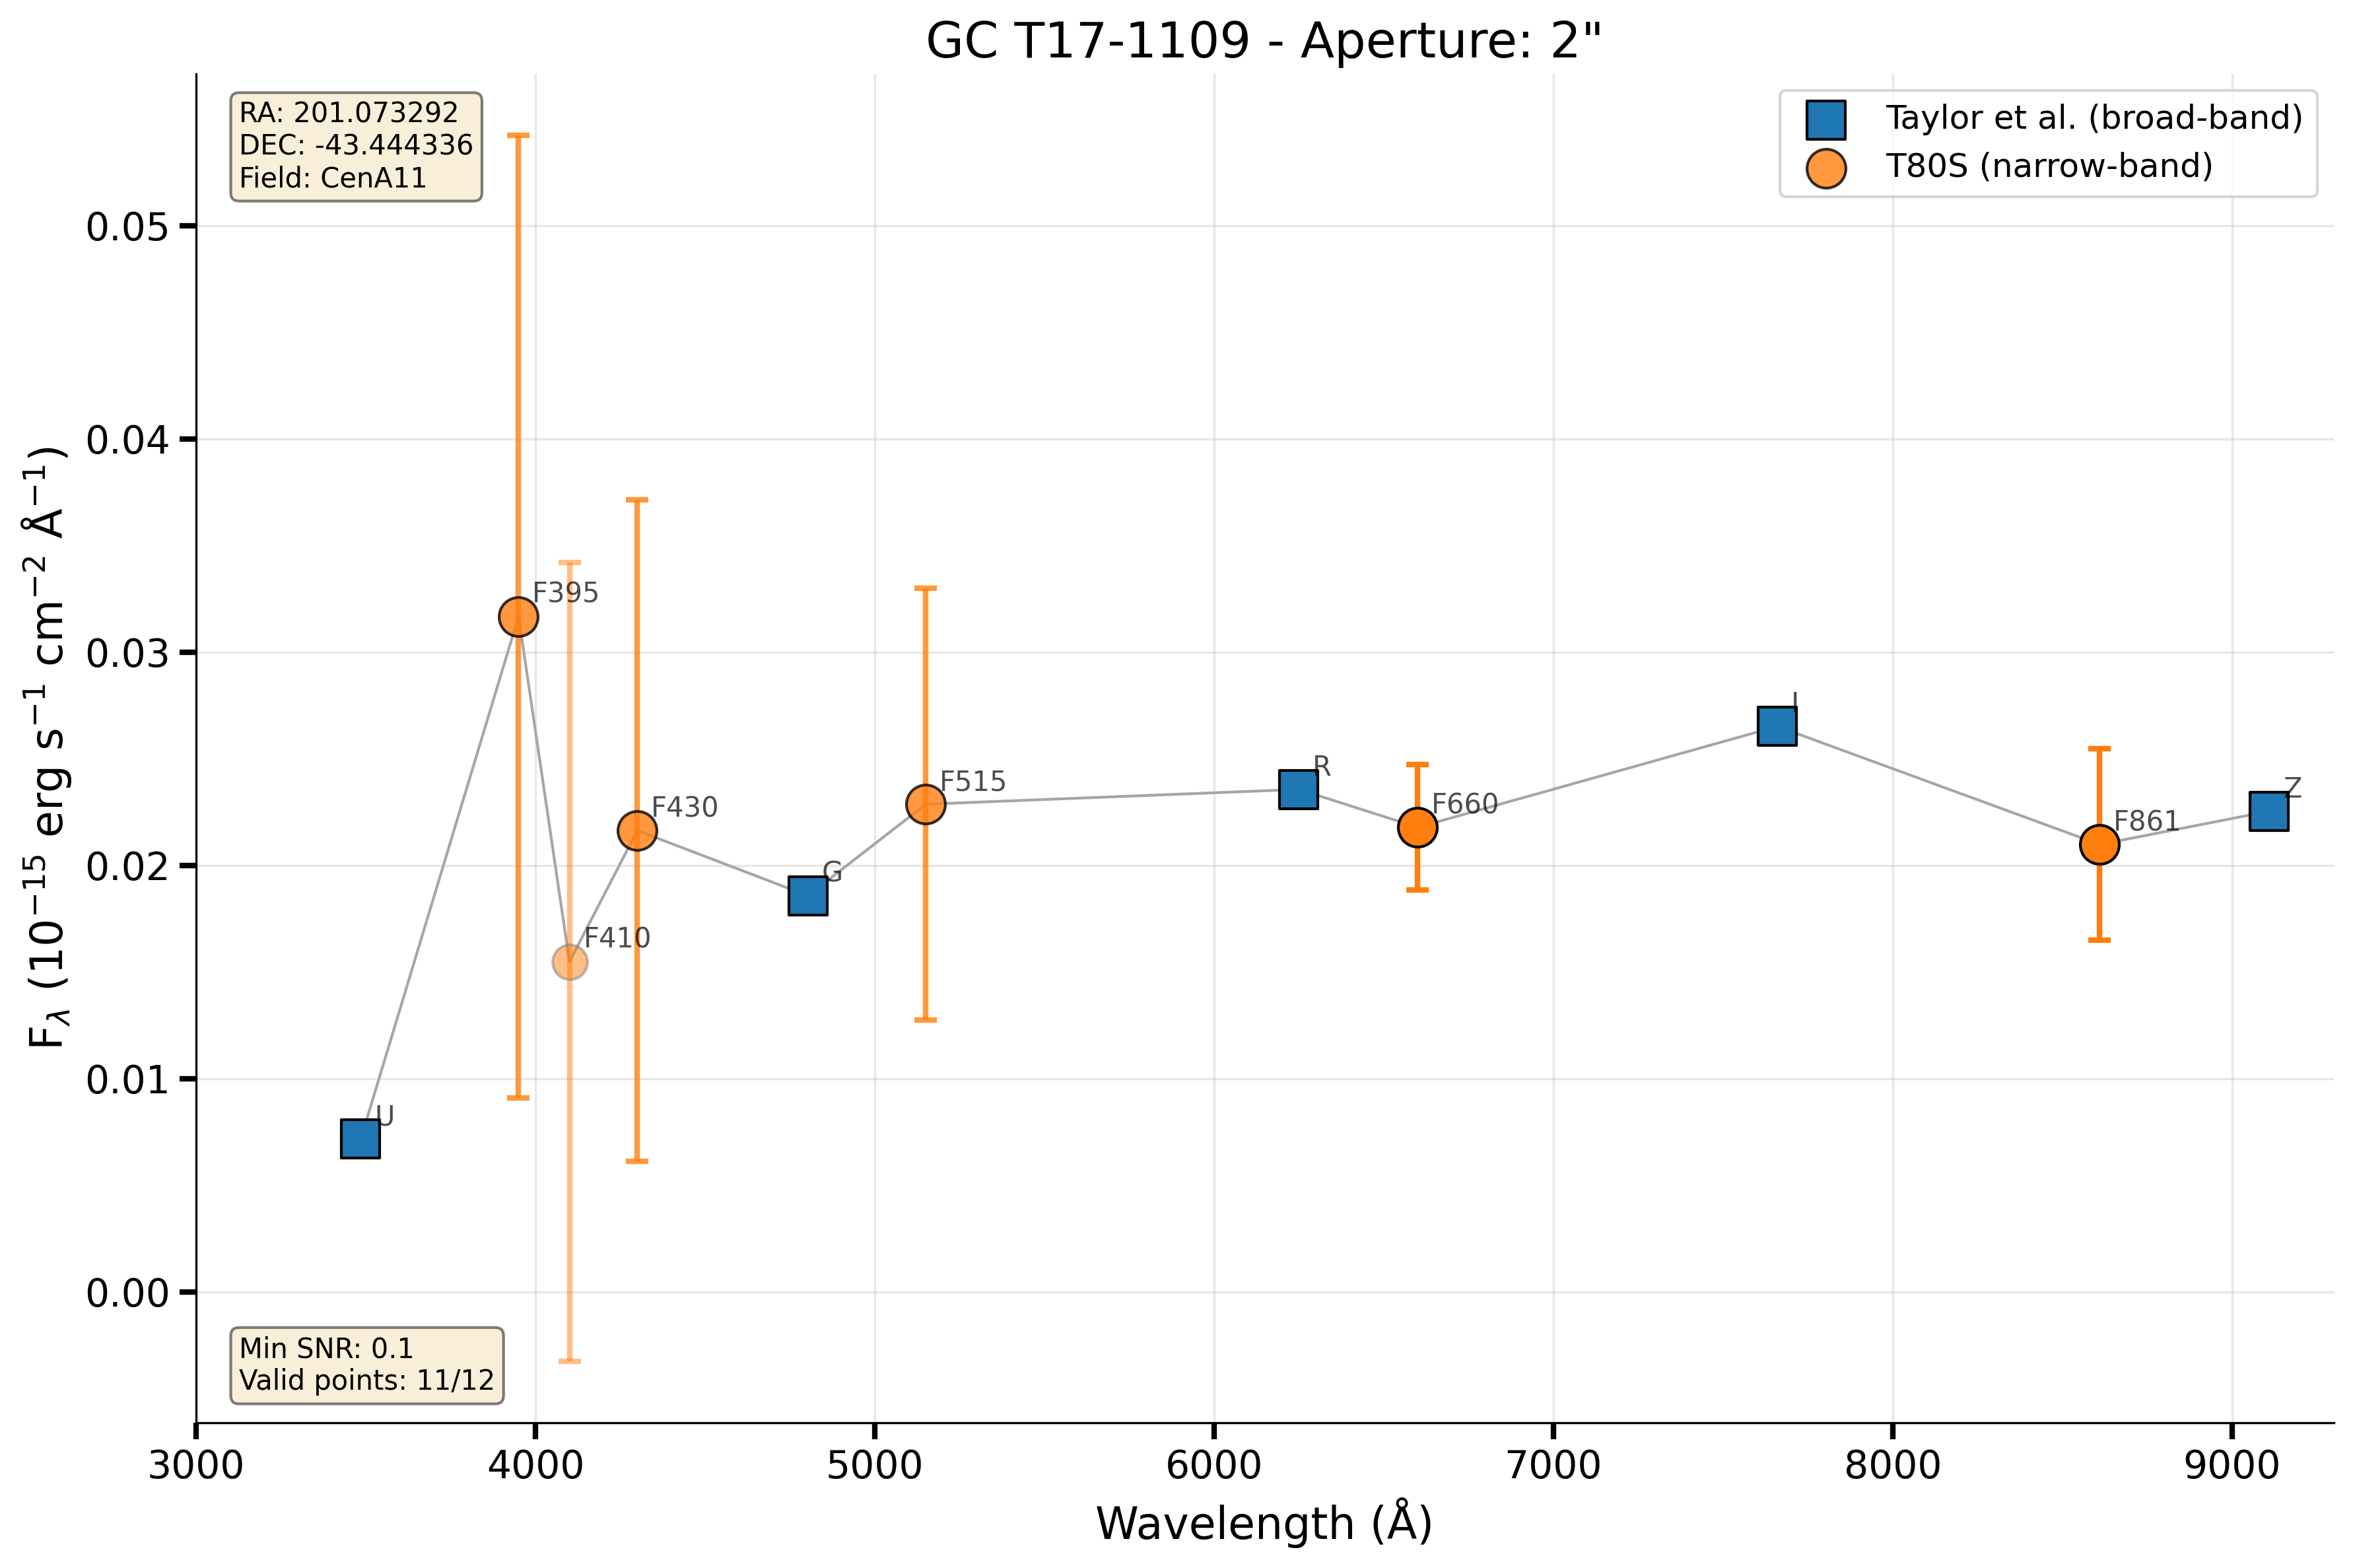 GC T17-1109 - Aperture: 2"
RA: 201.073292
DEC: -43.444336
Field: CenA11
Taylor et al. (broad-band)
T80S (narrow-band)
0.05
0.04
0.03
0.02
0.01
0.00
F_λ (10⁻¹⁵ erg s⁻¹ cm⁻² Å⁻¹)
U
F395
F410
F430
G
F515
R
F660
I
F861
Z
Min SNR: 0.1
Valid points: 11/12
3000 4000 5000 6000 7000 8000 9000
Wavelength (Å)